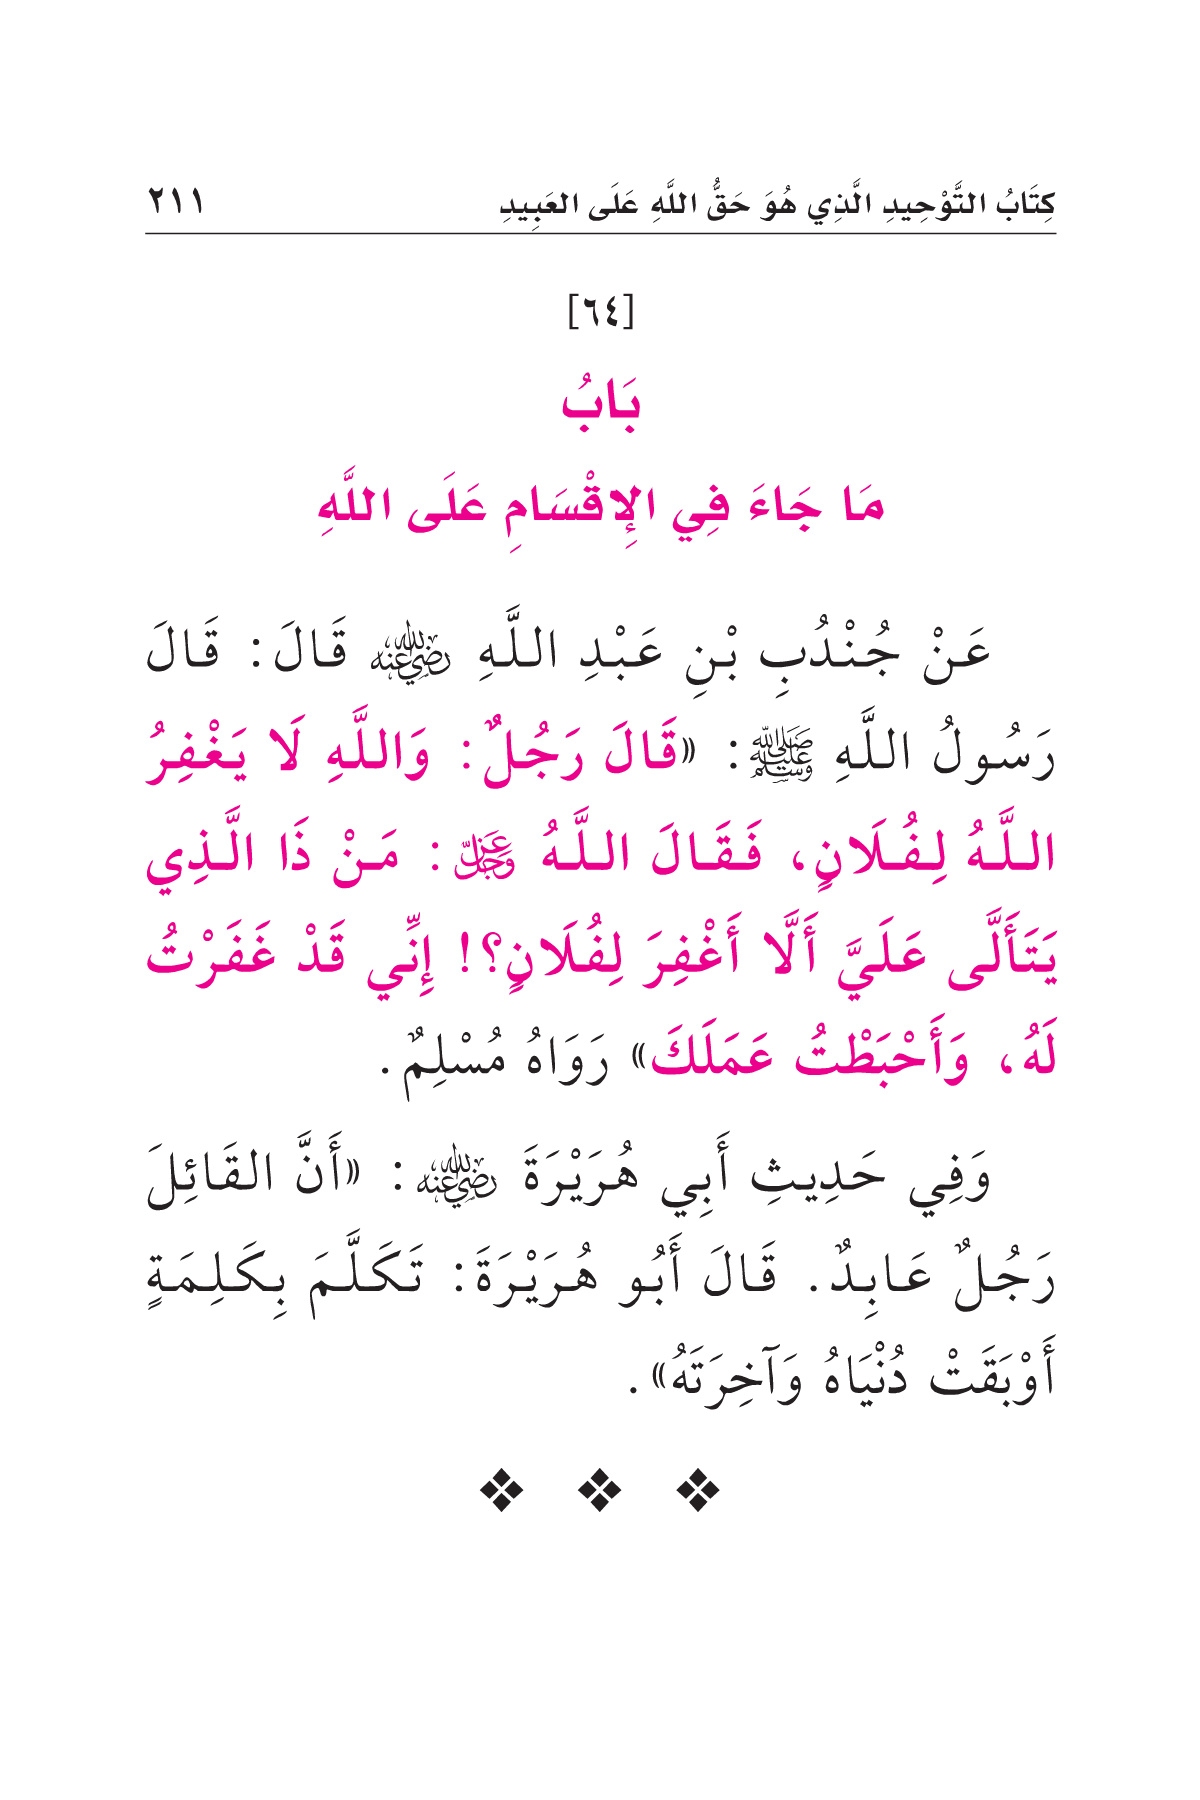 كِتَابُ التَّوْحِيدِ الَّذِي هُوَ حَقُّ اللَّهِ عَلَى العَبِيدِ ٢١١
[٦٤]
بَابُ
مَا جَاءَ فِي الإِقْسَامِ عَلَى اللَّهِ
عَنْ جُنْدُبِ بْنِ عَبْدِ اللَّهِ رضي الله عنه قَالَ: قَالَ
رَسُولُ اللَّهِ ﷺ: «قَالَ رَجُلٌ: وَاللَّهِ لَا يَغْفِرُ
اللَّهُ لِفُلَانٍ، فَقَالَ اللَّهُ عز وجل: مَنْ ذَا الَّذِي
يَتَأَلَّى عَلَيَّ أَلَّا أَغْفِرَ لِفُلَانٍ؟! إِنِّي قَدْ غَفَرْتُ
لَهُ، وَأَحْبَطْتُ عَمَلَكَ» رَوَاهُ مُسْلِمٌ.
وَفِي حَدِيثِ أَبِي هُرَيْرَةَ رضي الله عنه: «أَنَّ القَائِلَ
رَجُلٌ عَابِدٌ. قَالَ أَبُو هُرَيْرَةَ: تَكَلَّمَ بِكَلِمَةٍ
أَوْبَقَتْ دُنْيَاهُ وَآخِرَتَهُ».